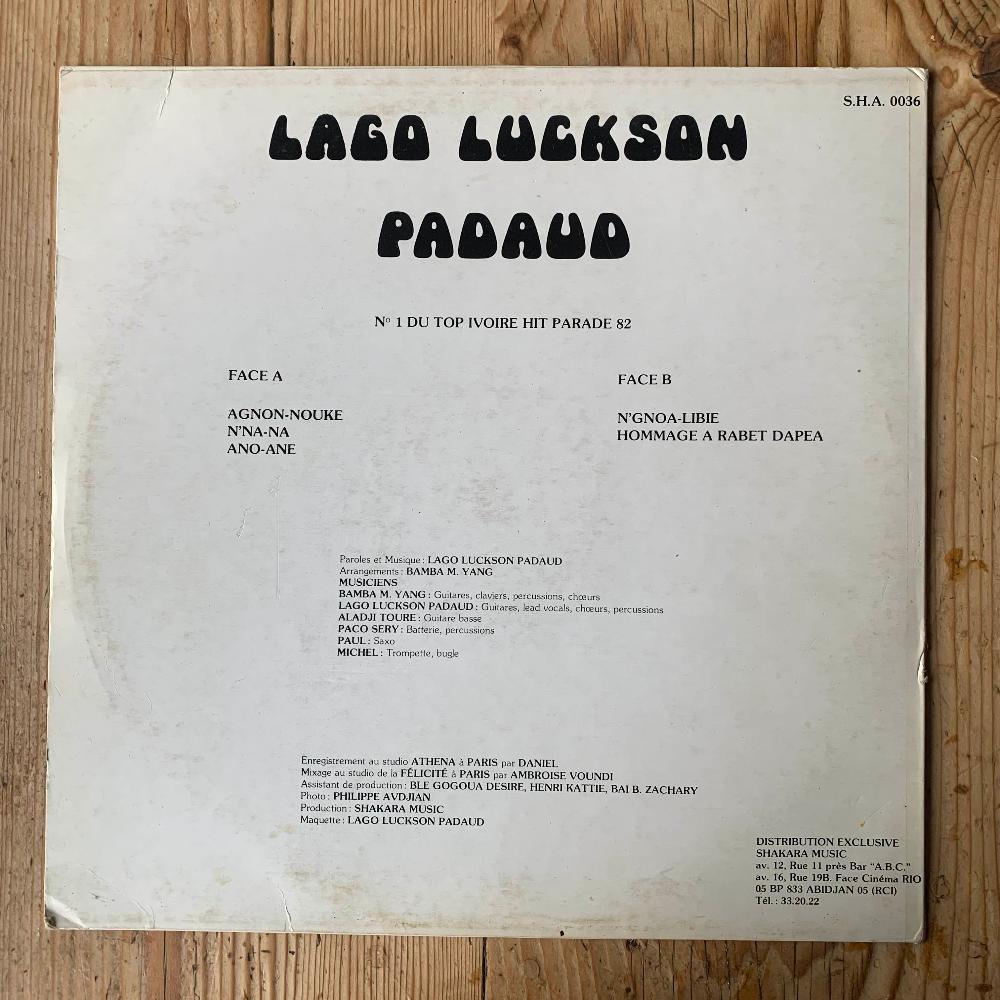 S.H.A. 0036
LAGO LUCKSON
PADAUD
Nº 1 DU TOP IVOIRE HIT PARADE 82
FACE A
AGNON-NOUKE
N'NA-NA
ANO-ANE
FACE B
N'GNOA-LIBIE
HOMMAGE A RABET DAPEA
Paroles et Musique : LAGO LUCKSON PADAUD
Arrangements : BAMBA M. YANG
MUSICIENS
BAMBA M. YANG : Guitares, claviers, percussions, chœurs
LAGO LUCKSON PADAUD : Guitares, lead vocals, chœurs, percussions
ALADJI TOURE : Guitare basse
PACO SERY : Batterie, percussions
PAUL : Saxo
MICHEL : Trompette, bugle
Enregistrement au studio ATHENA à PARIS par DANIEL
Mixage au studio de la FÉLICITÉ à PARIS par AMBROISE VOUNDI
Assistant de production : BLE GOGOUA DESIRE, HENRI KATTIE, BAI B. ZACHARY
Photo : PHILIPPE AVDJIAN
Production : SHAKARA MUSIC
Maquette : LAGO LUCKSON PADAUD
DISTRIBUTION EXCLUSIVE
SHAKARA MUSIC
av. 12, Rue 11 près Bar "A.B.C."
av. 16, Rue 19B. Face Cinéma RIO
05 BP 833 ABIDJAN 05 (RCI)
Tél. : 33.20.22